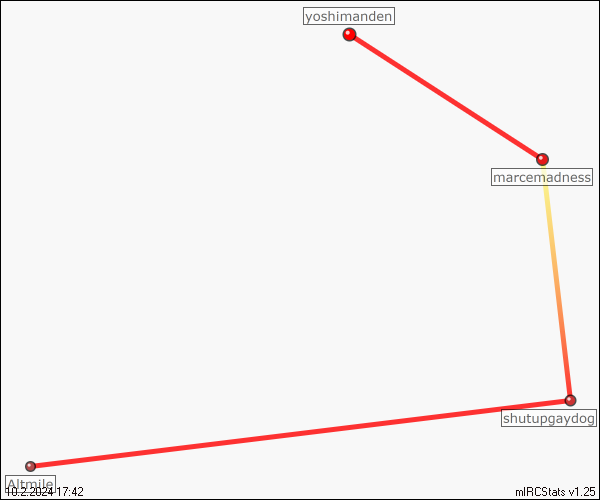 yoshimanden
marcemadness
shutupgaydog
Altmile
10.2.2024 17:42
mIRCStats v1.25